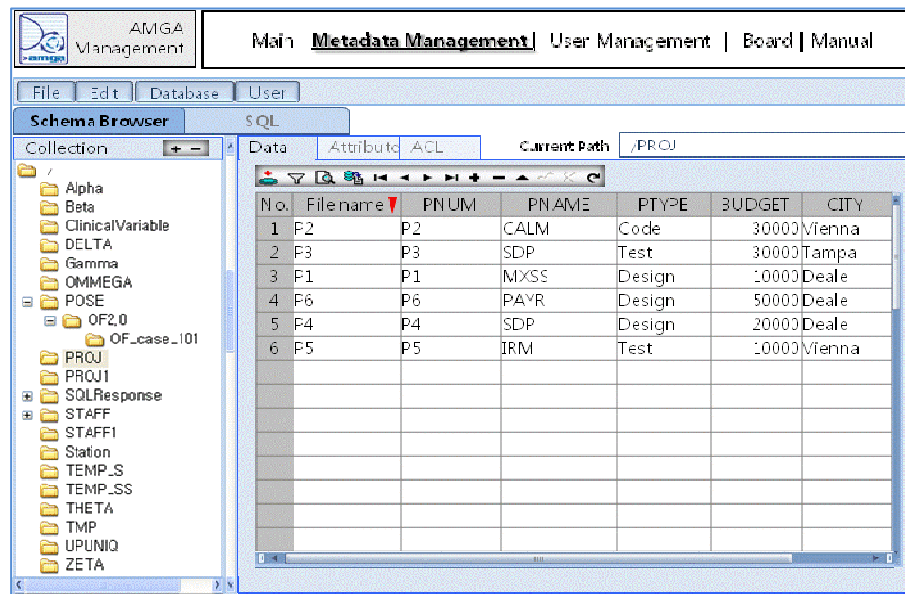 AMGA
Management
Main Metadata Management | User Management | Board | Manual
File Edit Database User
Schema Browser SQL
Collection + -
Data Attribute ACL Current Path /PROJ
/
Alpha
Beta
ClinicalVariable
DELTA
Gamma
OMMEGA
POSE
OF2,0
OF_case_101
PROJ
PROJ1
SQLResponse
STAFF
STAFF1
Station
TEMP_S
TEMP_SS
THETA
TMP
UPUNIQ
ZETA
No. Filename PNUM PNAME PTYPE BUDGET CITY
1 P2 P2 CALM Code 30000 Vienna
2 P3 P3 SDP Test 30000 Tampa
3 P1 P1 MXSS Design 10000 Deale
4 P6 P6 PAYR Design 50000 Deale
5 P4 P4 SDP Design 20000 Deale
6 P5 P5 IRM Test 10000 Vienna